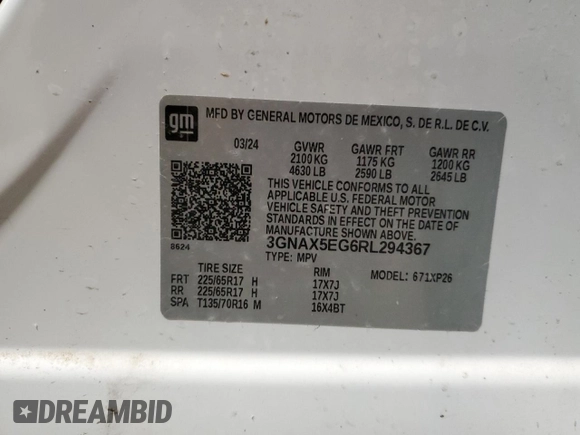 gm
MFD BY GENERAL MOTORS DE MEXICO, S. DE R.L. DE C.V.
03/24 GVWR GAWR FRT GAWR RR
2100 KG 1175 KG 1200 KG
4630 LB 2590 LB 2645 LB
THIS VEHICLE CONFORMS TO ALL
APPLICABLE U.S. FEDERAL MOTOR
VEHICLE SAFETY AND THEFT PREVENTION
STANDARDS IN EFFECT ON THE DATE OF
MANUFACTURE SHOWN ABOVE.
8624 3GNAX5EG6RL294367
TYPE: MPV
TIRE SIZE RIM MODEL: 671XP26
FRT 225/65R17 H 17X7J
RR 225/65R17 H 17X7J
SPA T135/70R16 M 16X4BT
DREAMBID